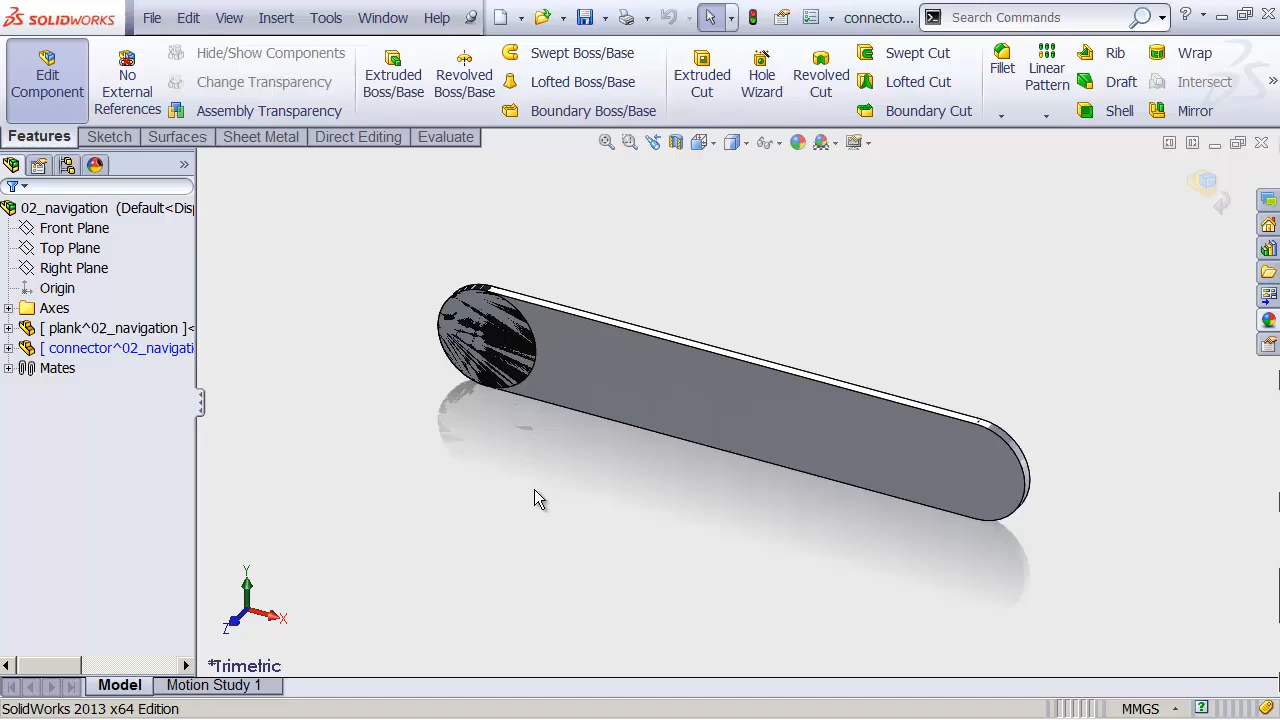 SOLIDWORKS File Edit View Insert Tools Window Help connecto... Search Commands ?
Edit Component
No External References
Hide/Show Components
Change Transparency
Assembly Transparency
Extruded Boss/Base
Revolved Boss/Base
Swept Boss/Base
Lofted Boss/Base
Boundary Boss/Base
Extruded Cut
Hole Wizard
Revolved Cut
Swept Cut
Lofted Cut
Boundary Cut
Fillet
Linear Pattern
Rib
Draft
Shell
Wrap
Intersect
Mirror
Features Sketch Surfaces Sheet Metal Direct Editing Evaluate
02_navigation (Default<Dis
Front Plane
Top Plane
Right Plane
Origin
Axes
[ plank^02_navigation ]<
[ connector^02_navigati
Mates
Y
X
Z
*Trimetric
Model Motion Study 1
SolidWorks 2013 x64 Edition MMGS ?